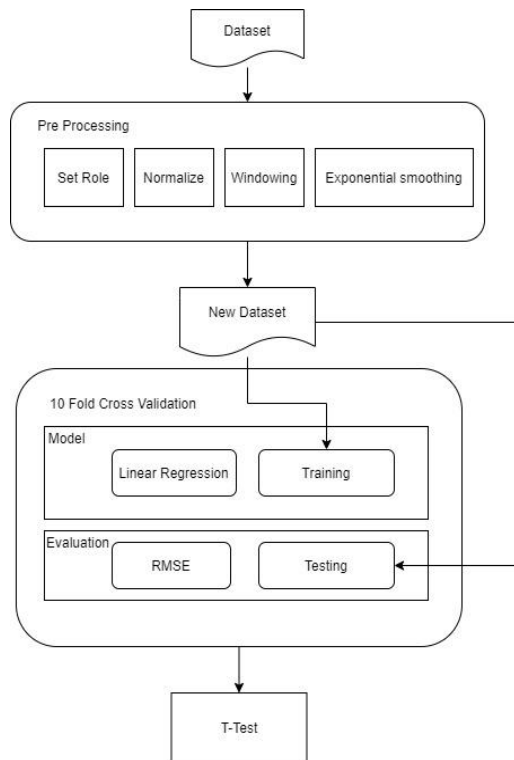 Dataset
Pre Processing
Set Role
Normalize
Windowing
Exponential smoothing
New Dataset
10 Fold Cross Validation
Model
Linear Regression
Training
Evaluation
RMSE
Testing
T-Test